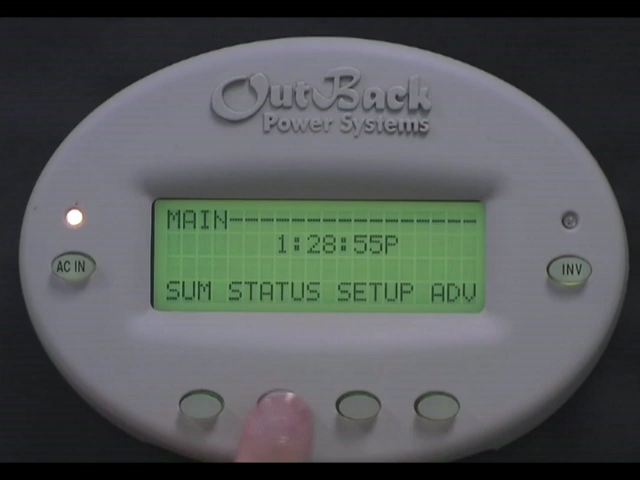 OutBack
Power Systems
MAIN----------------
1:28:55P
AC IN
INV
SUM STATUS SETUP ADV